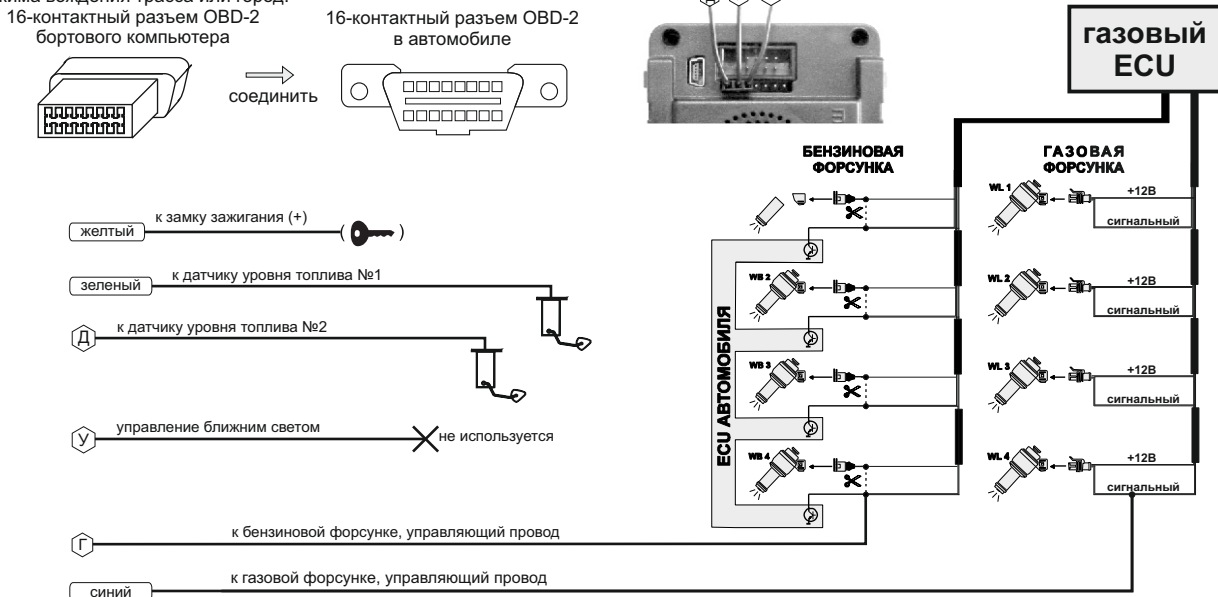 16-контактный разъем OBD-2
бортового компьютера
16-контактный разъем OBD-2
в автомобиле
соединить
газовый
ECU
БЕНЗИНОВАЯ
ФОРСУНКА
ГАЗОВАЯ
ФОРСУНКА
WL 1
+12В
сигнальный
желтый
к замку зажигания (+)
зеленый
к датчику уровня топлива №1
WB 2
WL 2
+12В
сигнальный
Д
к датчику уровня топлива №2
ECU АВТОМОБИЛЯ
WB 3
WL 3
+12В
сигнальный
У
управление ближним светом
не используется
WB 4
WL 4
+12В
сигнальный
Г
к бензиновой форсунке, управляющий провод
синий
к газовой форсунке, управляющий провод